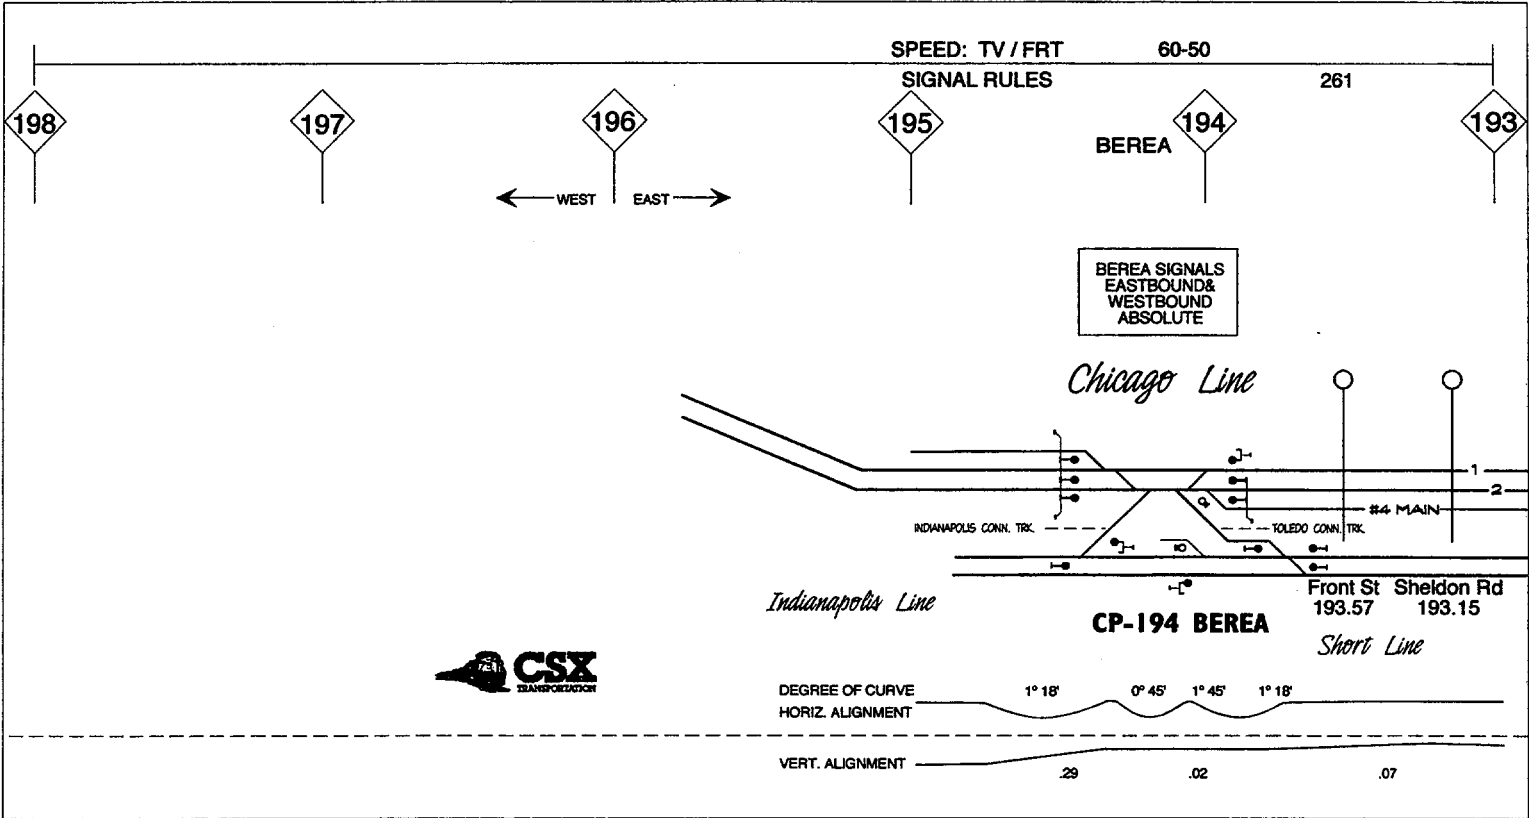 SPEED: TV / FRT 60-50
SIGNAL RULES 261
198 197 196 195 194 193
BEREA
WEST EAST
BEREA SIGNALS
EASTBOUND&
WESTBOUND
ABSOLUTE
Chicago Line
1
2
#4 MAIN
INDIANAPOLIS CONN. TRK.
TOLEDO CONN. TRK.
Front St Sheldon Rd
193.57 193.15
Indianapolis Line
CP-194 BEREA
Short Line
CSX
TRANSPORTATION
DEGREE OF CURVE 1° 18' 0° 45' 1° 45' 1° 18'
HORIZ. ALIGNMENT
VERT. ALIGNMENT
.29 .02 .07